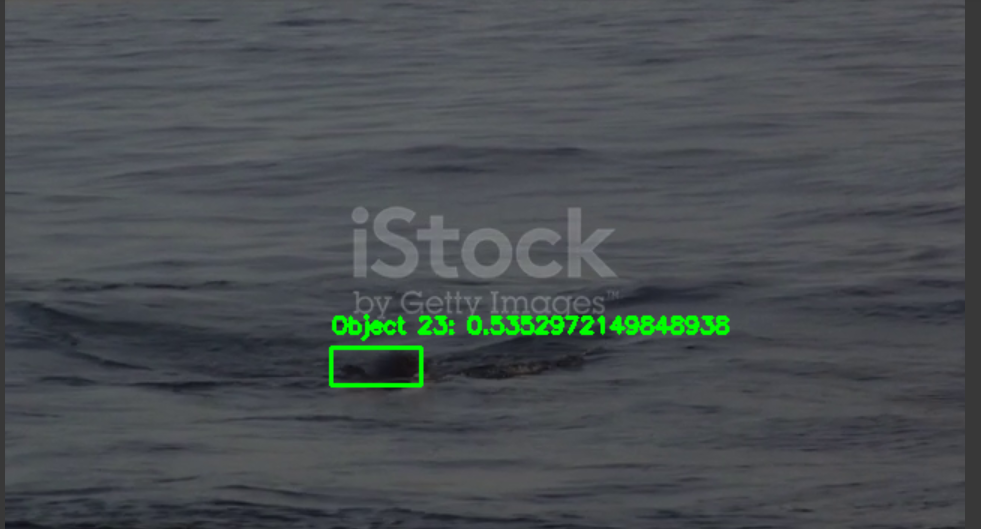 iStock
by Getty Images™
Object 23: 0.5352972149848938